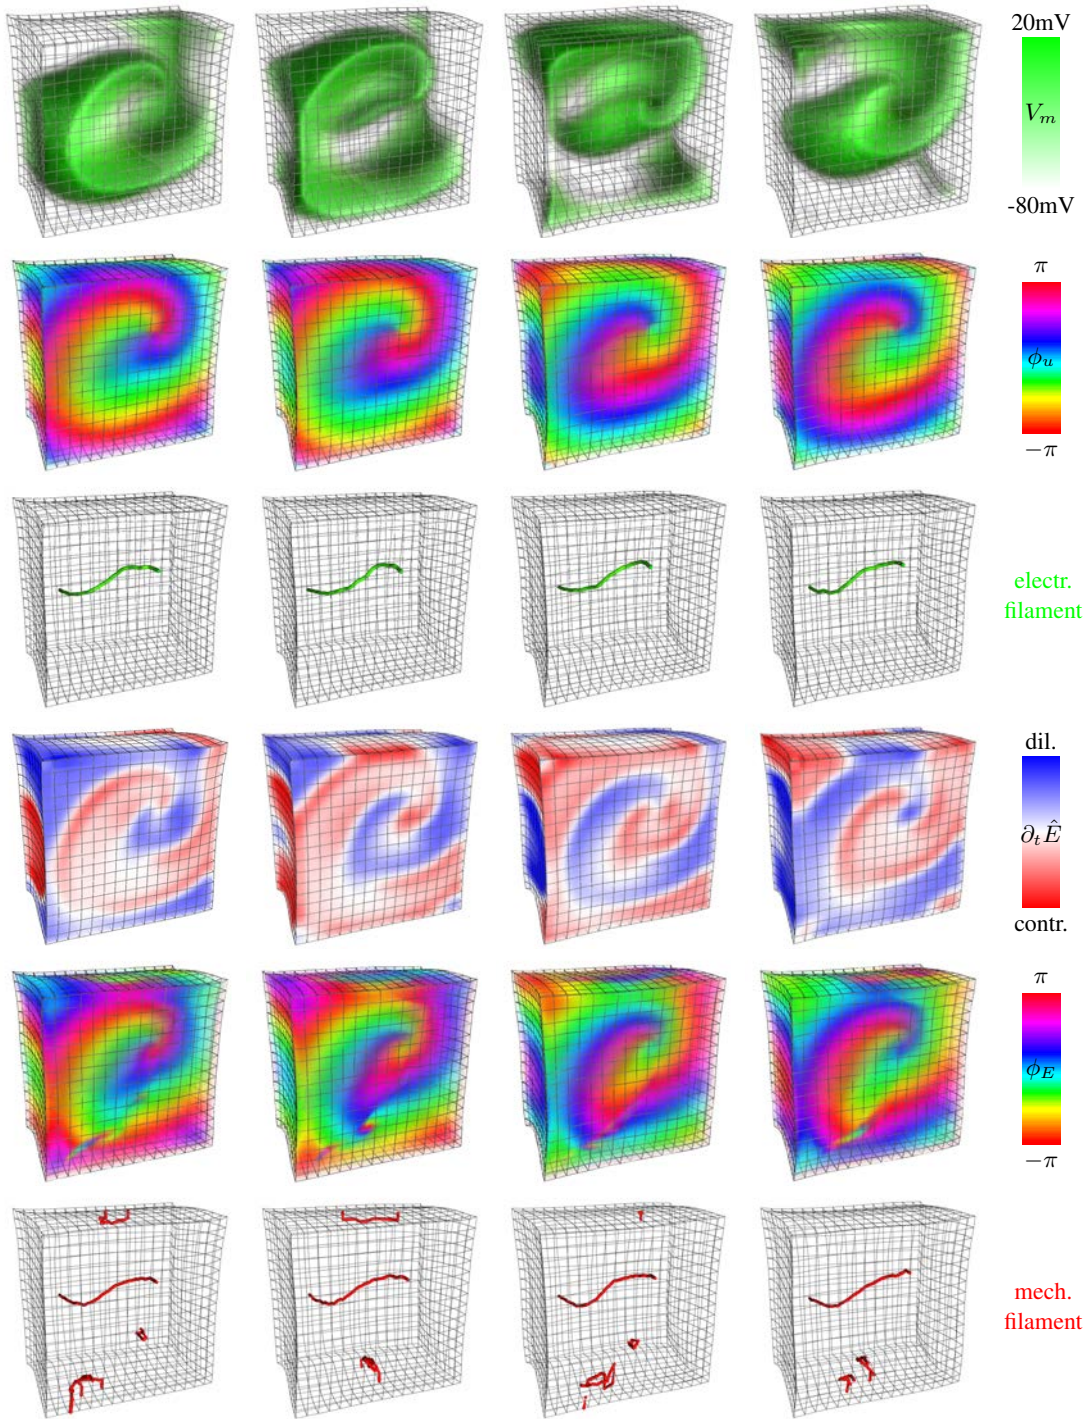 20mV
V_m
-80mV
π
ϕ_u
−π
electr.
filament
dil.
∂_t Ê
contr.
π
ϕ_E
−π
mech.
filament